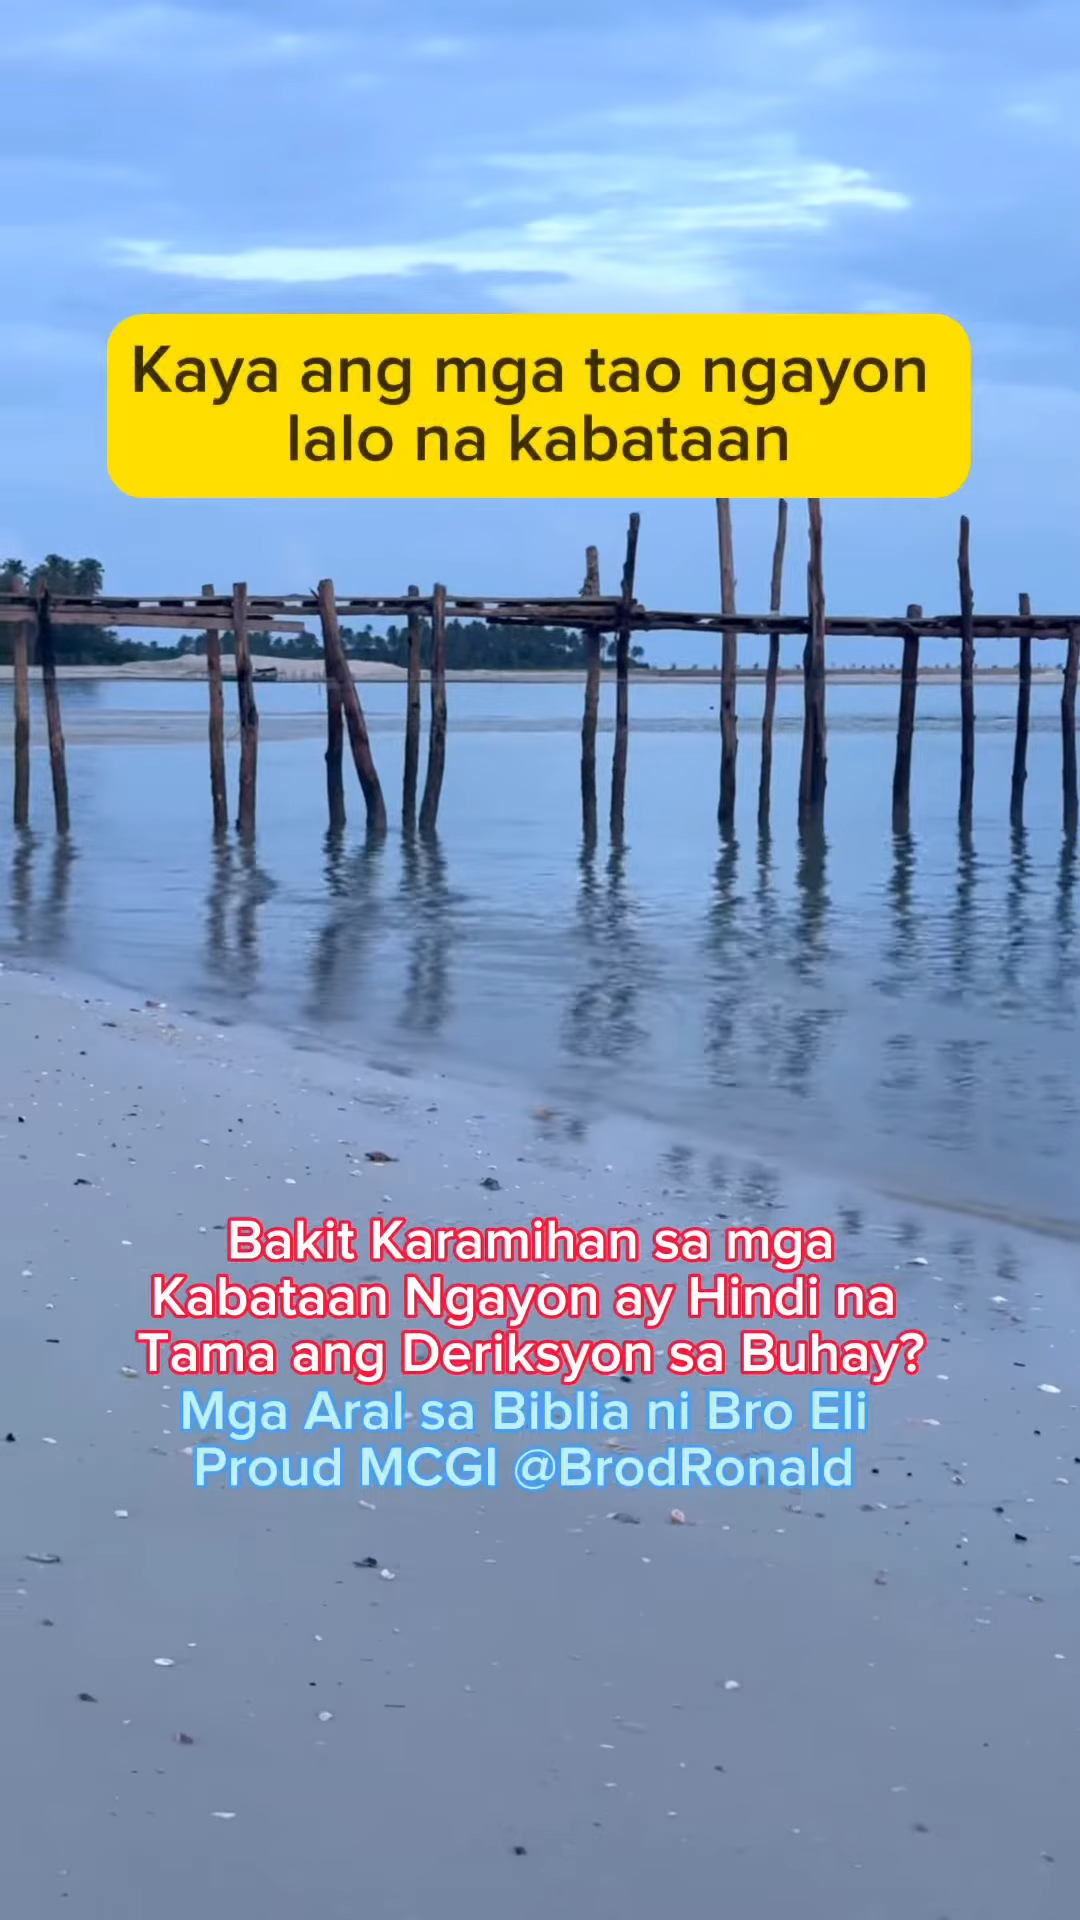 Kaya ang mga tao ngayon
lalo na kabataan
Bakit Karamihan sa mga
Kabataan Ngayon ay Hindi na
Tama ang Deriksyon sa Buhay?
Mga Aral sa Biblia ni Bro Eli
Proud MCGI @BrodRonald